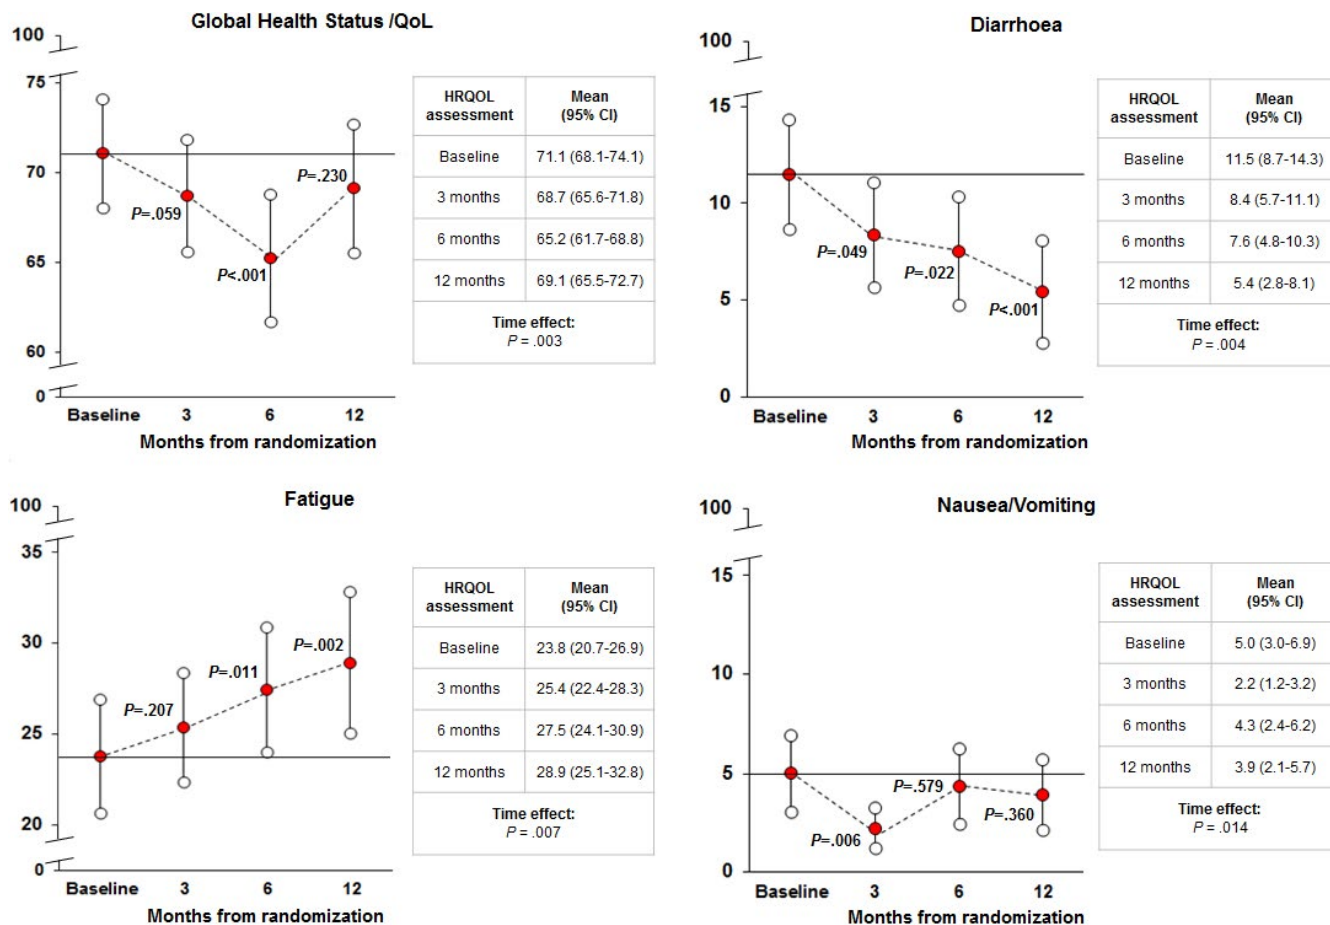 Global Health Status /QoL
100
75
70
65
60
0
P=.059
P<.001
P=.230
Baseline 3 6 12
Months from randomization
HRQOL assessment Mean (95% CI)
Baseline 71.1 (68.1-74.1)
3 months 68.7 (65.6-71.8)
6 months 65.2 (61.7-68.8)
12 months 69.1 (65.5-72.7)
Time effect:
P = .003
Diarrhoea
100
15
10
5
0
P=.049
P=.022
P<.001
Baseline 3 6 12
Months from randomization
HRQOL assessment Mean (95% CI)
Baseline 11.5 (8.7-14.3)
3 months 8.4 (5.7-11.1)
6 months 7.6 (4.8-10.3)
12 months 5.4 (2.8-8.1)
Time effect:
P = .004
Fatigue
100
35
30
25
20
0
P=.207
P=.011
P=.002
Baseline 3 6 12
Months from randomization
HRQOL assessment Mean (95% CI)
Baseline 23.8 (20.7-26.9)
3 months 25.4 (22.4-28.3)
6 months 27.5 (24.1-30.9)
12 months 28.9 (25.1-32.8)
Time effect:
P = .007
Nausea/Vomiting
100
15
10
5
0
P=.006
P=.579
P=.360
Baseline 3 6 12
Months from randomization
HRQOL assessment Mean (95% CI)
Baseline 5.0 (3.0-6.9)
3 months 2.2 (1.2-3.2)
6 months 4.3 (2.4-6.2)
12 months 3.9 (2.1-5.7)
Time effect:
P = .014